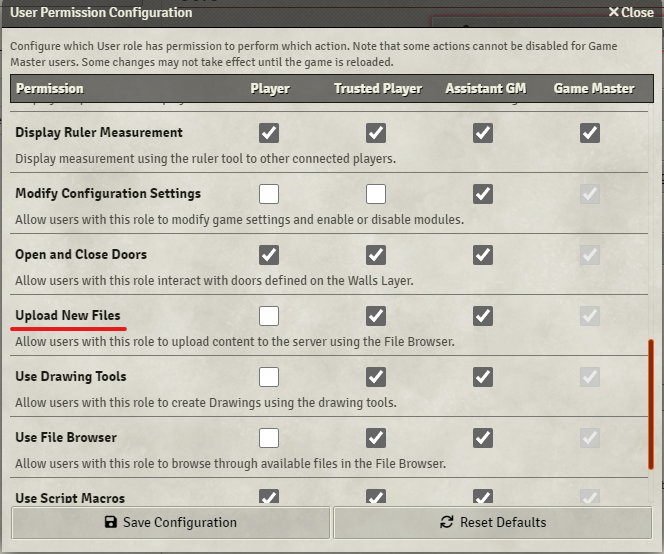 User Permission Configuration
Close
Configure which User role has permission to perform which action. Note that some actions cannot be disabled for Game
Master users. Some changes may not take effect until the game is reloaded.
Permission Player Trusted Player Assistant GM Game Master
Display Ruler Measurement
Display measurement using the ruler tool to other connected players.
Modify Configuration Settings
Allow users with this role to modify game settings and enable or disable modules.
Open and Close Doors
Allow users with this role interact with doors defined on the Walls Layer.
Upload New Files
Allow users with this role to upload content to the server using the File Browser.
Use Drawing Tools
Allow users with this role to create Drawings using the drawing tools.
Use File Browser
Allow users with this role to browse through available files in the File Browser.
Use Script Macros
Save Configuration
Reset Defaults